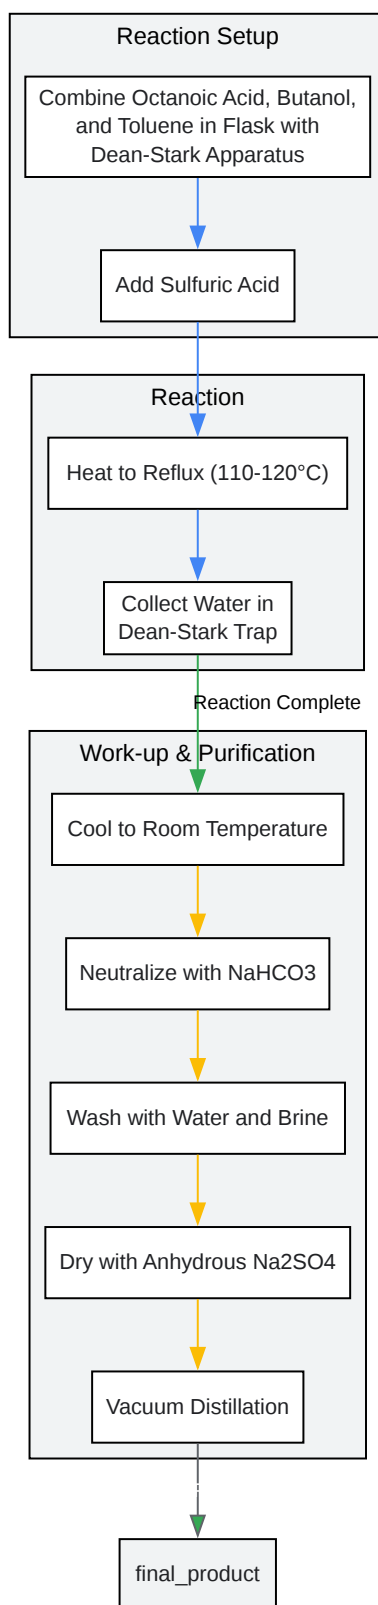 Reaction Setup
Combine Octanoic Acid, Butanol,
and Toluene in Flask with
Dean-Stark Apparatus
Add Sulfuric Acid
Reaction
Heat to Reflux (110-120°C)
Collect Water in
Dean-Stark Trap
Reaction Complete
Work-up & Purification
Cool to Room Temperature
Neutralize with NaHCO3
Wash with Water and Brine
Dry with Anhydrous Na2SO4
Vacuum Distillation
final_product